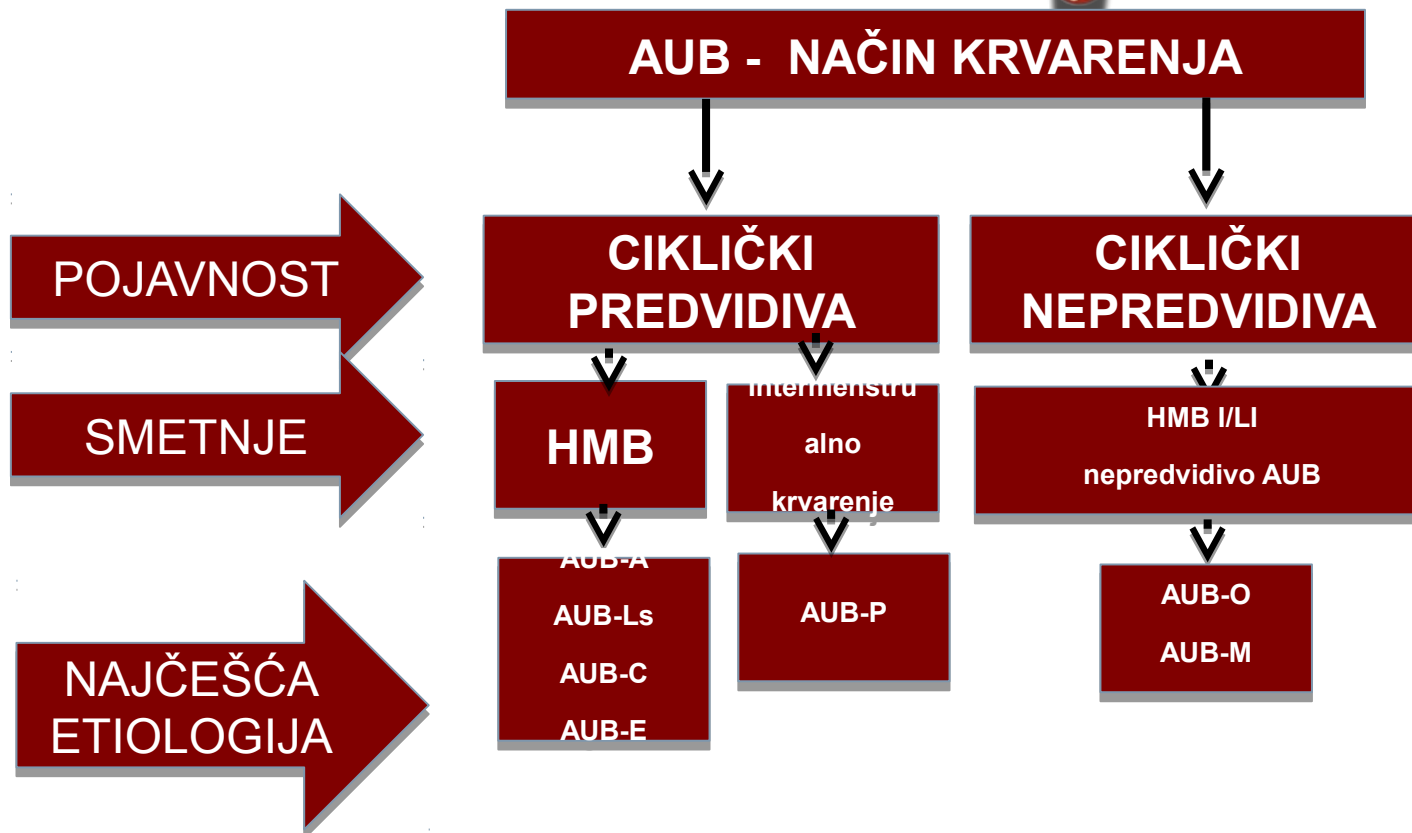 AUB - NAČIN KRVARENJA
POJAVNOST
CIKLIČKI
PREDVIDIVA
CIKLIČKI
NEPREDVIDIVA
SMETNJE
HMB
Intermenstru
alno
krvarenje
HMB I/LI
nepredvidivo AUB
NAJČEŠĆA
ETIOLOGIJA
AUB-A
AUB-Ls
AUB-C
AUB-E
AUB-P
AUB-O
AUB-M